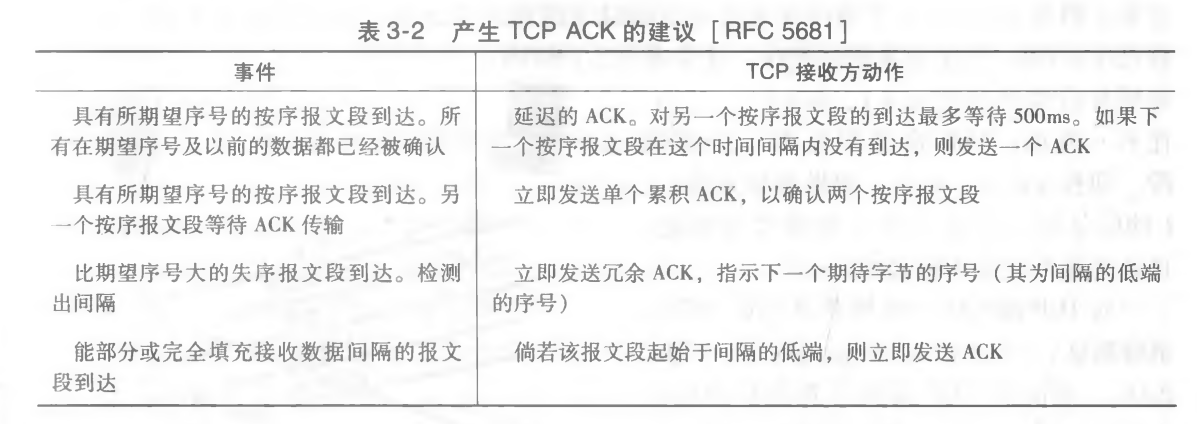 表 3-2 产生 TCP ACK 的建议 [RFC 5681]
事件
TCP 接收方动作
具有所期望序号的按序报文段到达。所
有在期望序号及以前的数据都已经被确认
延迟的 ACK。对另一个按序报文段的到达最多等待 500ms。如果下
一个按序报文段在这个时间间隔内没有到达，则发送一个 ACK
具有所期望序号的按序报文段到达。另
一个按序报文段等待 ACK 传输
立即发送单个累积 ACK，以确认两个按序报文段
比期望序号大的失序报文段到达。检测
出间隔
立即发送冗余 ACK，指示下一个期待字节的序号（其为间隔的低端
的序号）
能部分或完全填充接收数据间隔的报文
段到达
倘若该报文段起始于间隔的低端，则立即发送 ACK